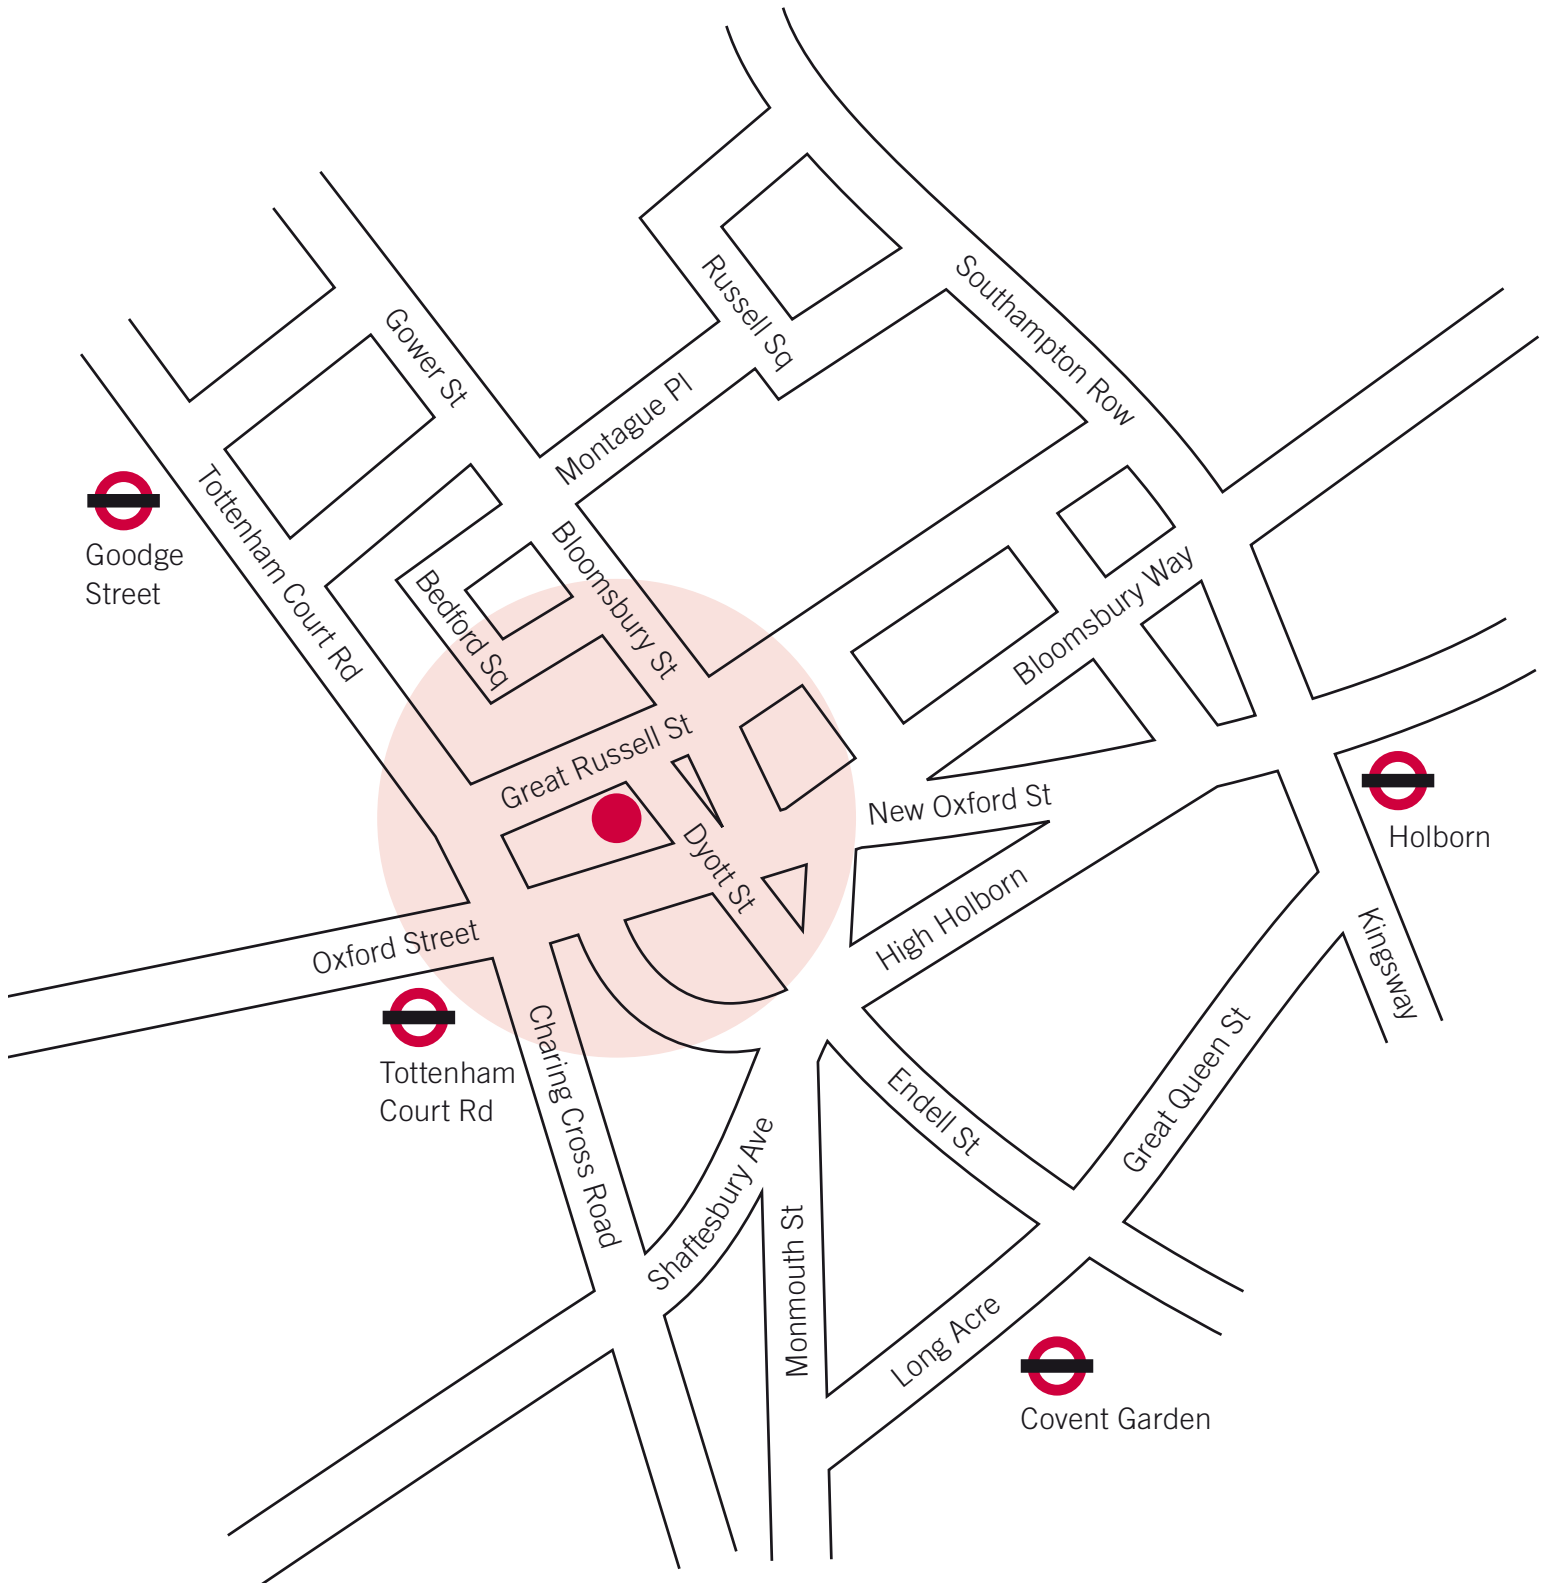 Southampton Row
Russell Sq
Gower St
Montague Pl
Goodge
Street
Tottenham Court Rd
Bloomsbury St
Bedford Sq
Bloomsbury Way
Great Russell St
New Oxford St
Holborn
Dyott St
High Holborn
Oxford Street
Kingsway
Tottenham
Court Rd
Charing Cross Road
Endell St
Great Queen St
Shaftesbury Ave
Monmouth St
Long Acre
Covent Garden